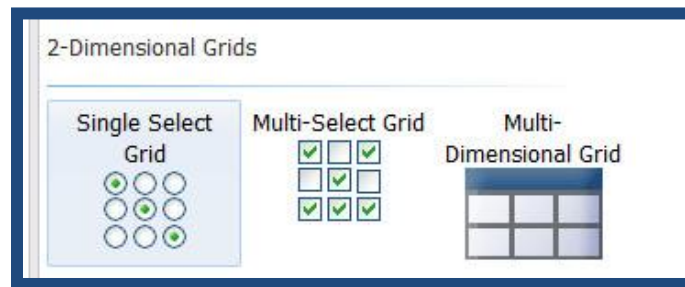 2-Dimensional Grids
Single Select
Grid
Multi-Select Grid
Multi-
Dimensional Grid